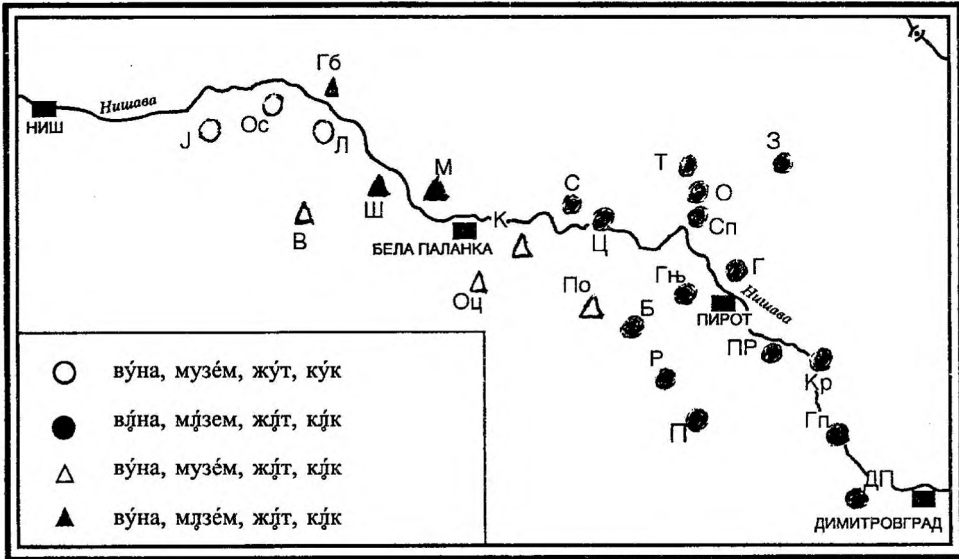 Гб
НИШ
Нишава
Ј
Ос
Л
В
Ш
М
БЕЛА ПАЛАНКА
К
Оц
С
Ц
По
Т
О
Сп
З
Г
Гњ
Нишава
ПИРОТ
Б
ПР
Р
Кр
П
Гп
ДП
ДИМИТРОВГРАД
ву́на, музе́м, жу́т, ку́к
вл̥́на, мл̥́зем, жл̥́т, кл̥́к
ву́на, музе́м, жл̥́т, кл̥́к
ву́на, мл̥́зем, жл̥́т, кл̥́к